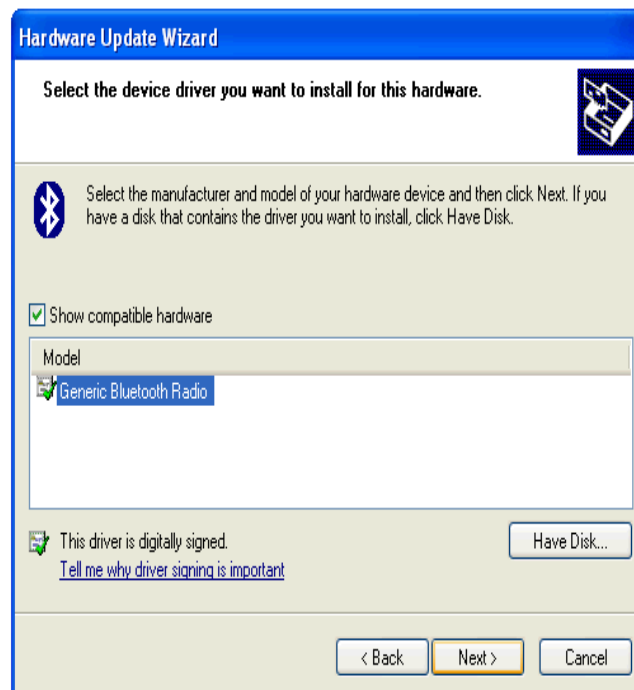 Hardware Update Wizard
Select the device driver you want to install for this hardware.
Select the manufacturer and model of your hardware device and then click Next. If you
have a disk that contains the driver you want to install, click Have Disk.
Show compatible hardware
Model
Generic Bluetooth Radio
This driver is digitally signed.
Have Disk...
Tell me why driver signing is important
< Back
Next >
Cancel